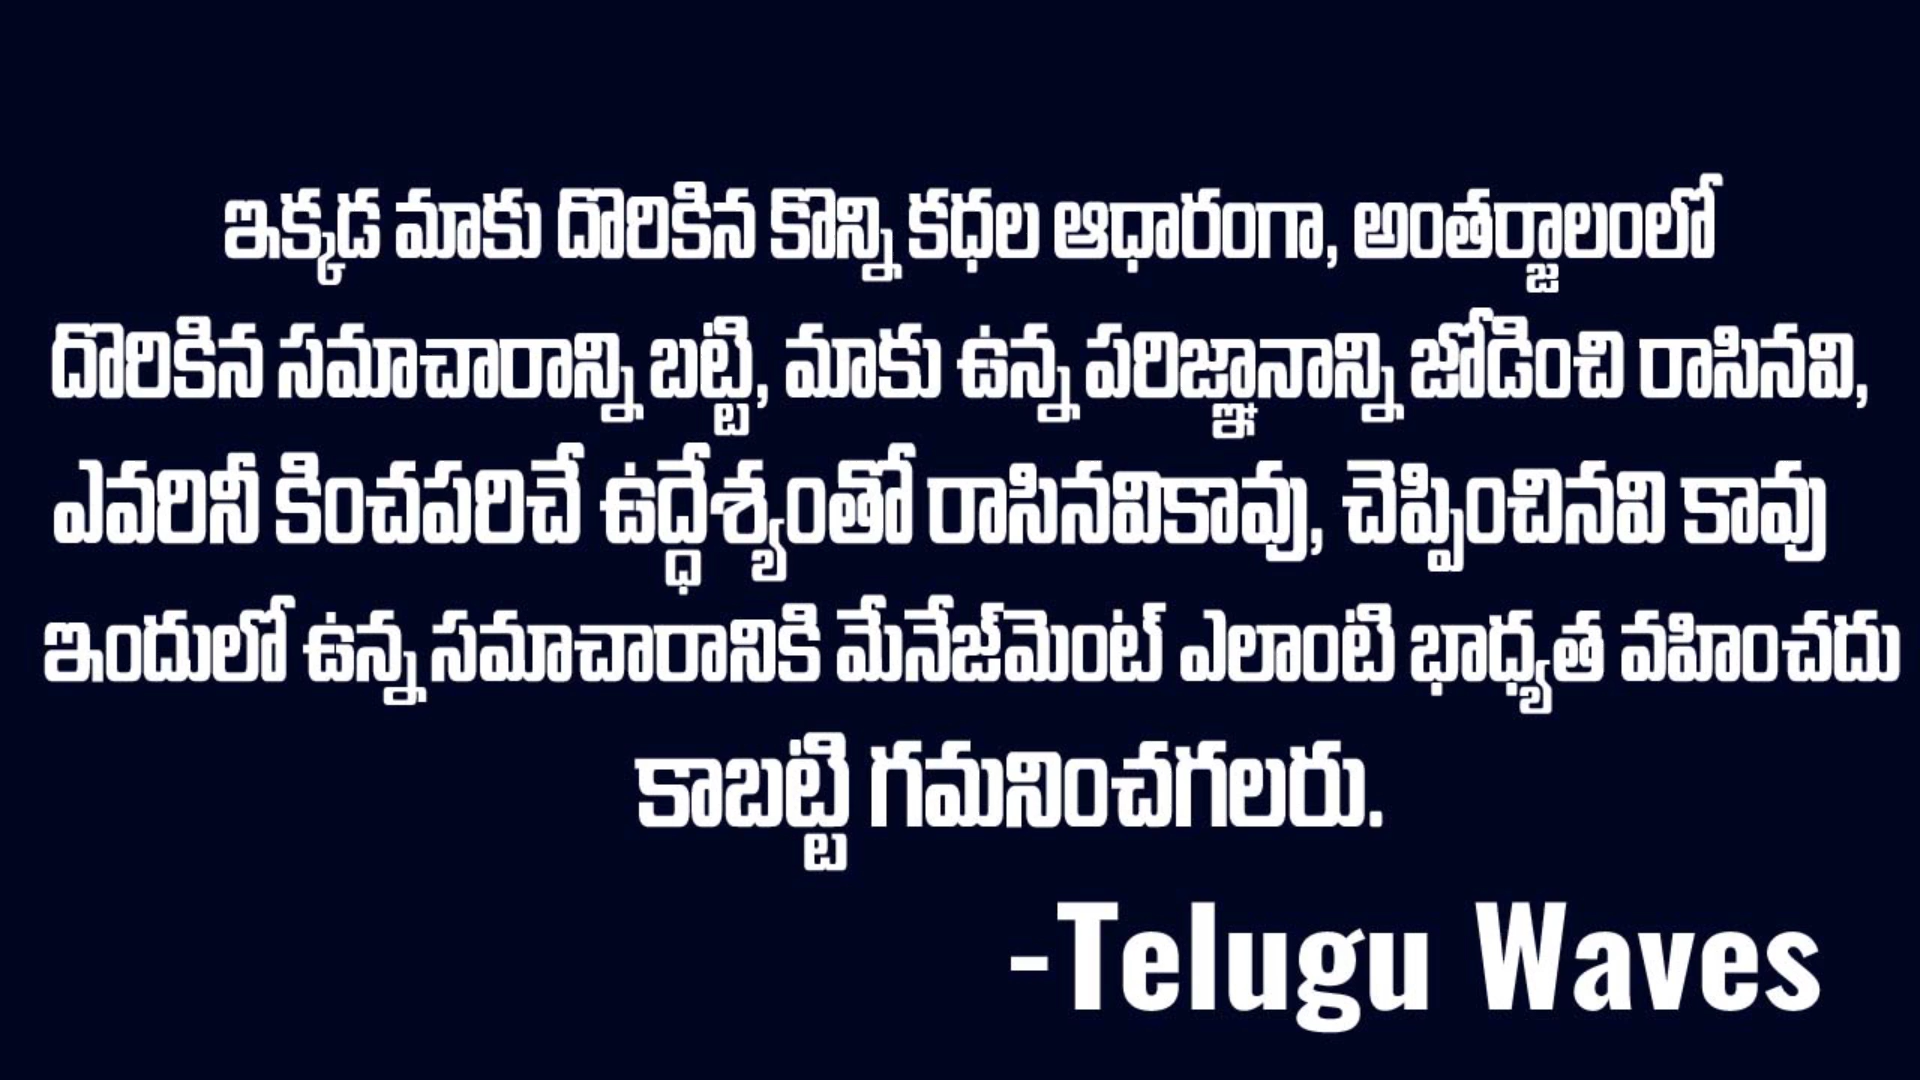 ఇక్కడ మాకు దొరికిన కొన్ని కధల ఆధారంగా, అంతర్జాలంలో
దొరికిన సమాచారాన్ని బట్టి, మాకు ఉన్న పరిజ్ఞానాన్ని జోడించి రాసినవి,
ఎవరినీ కించపరిచే ఉద్ధేశ్యంతో రాసినవికావు, చెప్పించినవి కావు
ఇందులో ఉన్న సమాచారానికి మేనేజ్‌మెంట్ ఎలాంటి భాధ్యత వహించదు
కాబట్టి గమనించగలరు.
-Telugu Waves